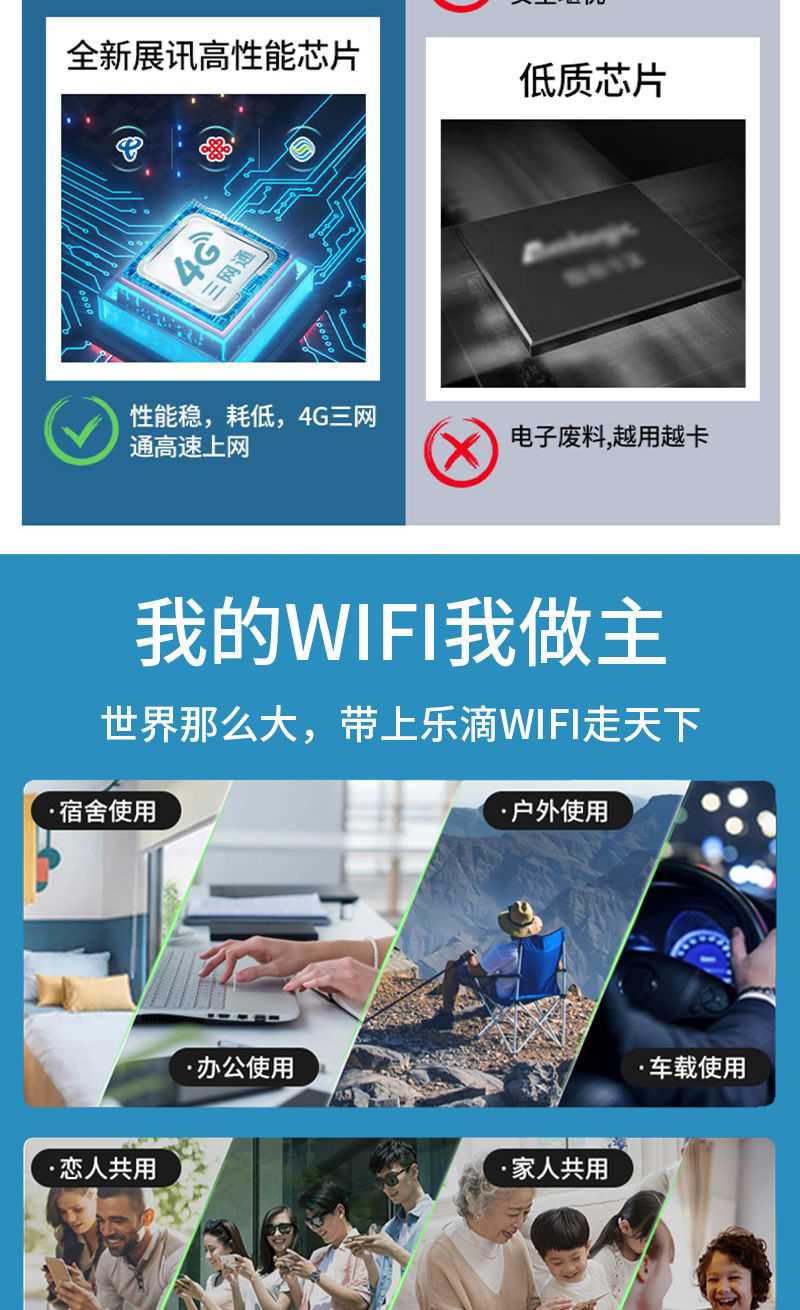 全新展讯高性能芯片
4G
三网通
性能稳，耗低，4G三网
通高速上网
低质芯片
电子废料,越用越卡
我的WIFI我做主
世界那么大，带上乐滴WIFI走天下
·宿舍使用
·户外使用
·办公使用
·车载使用
·恋人共用
·家人共用